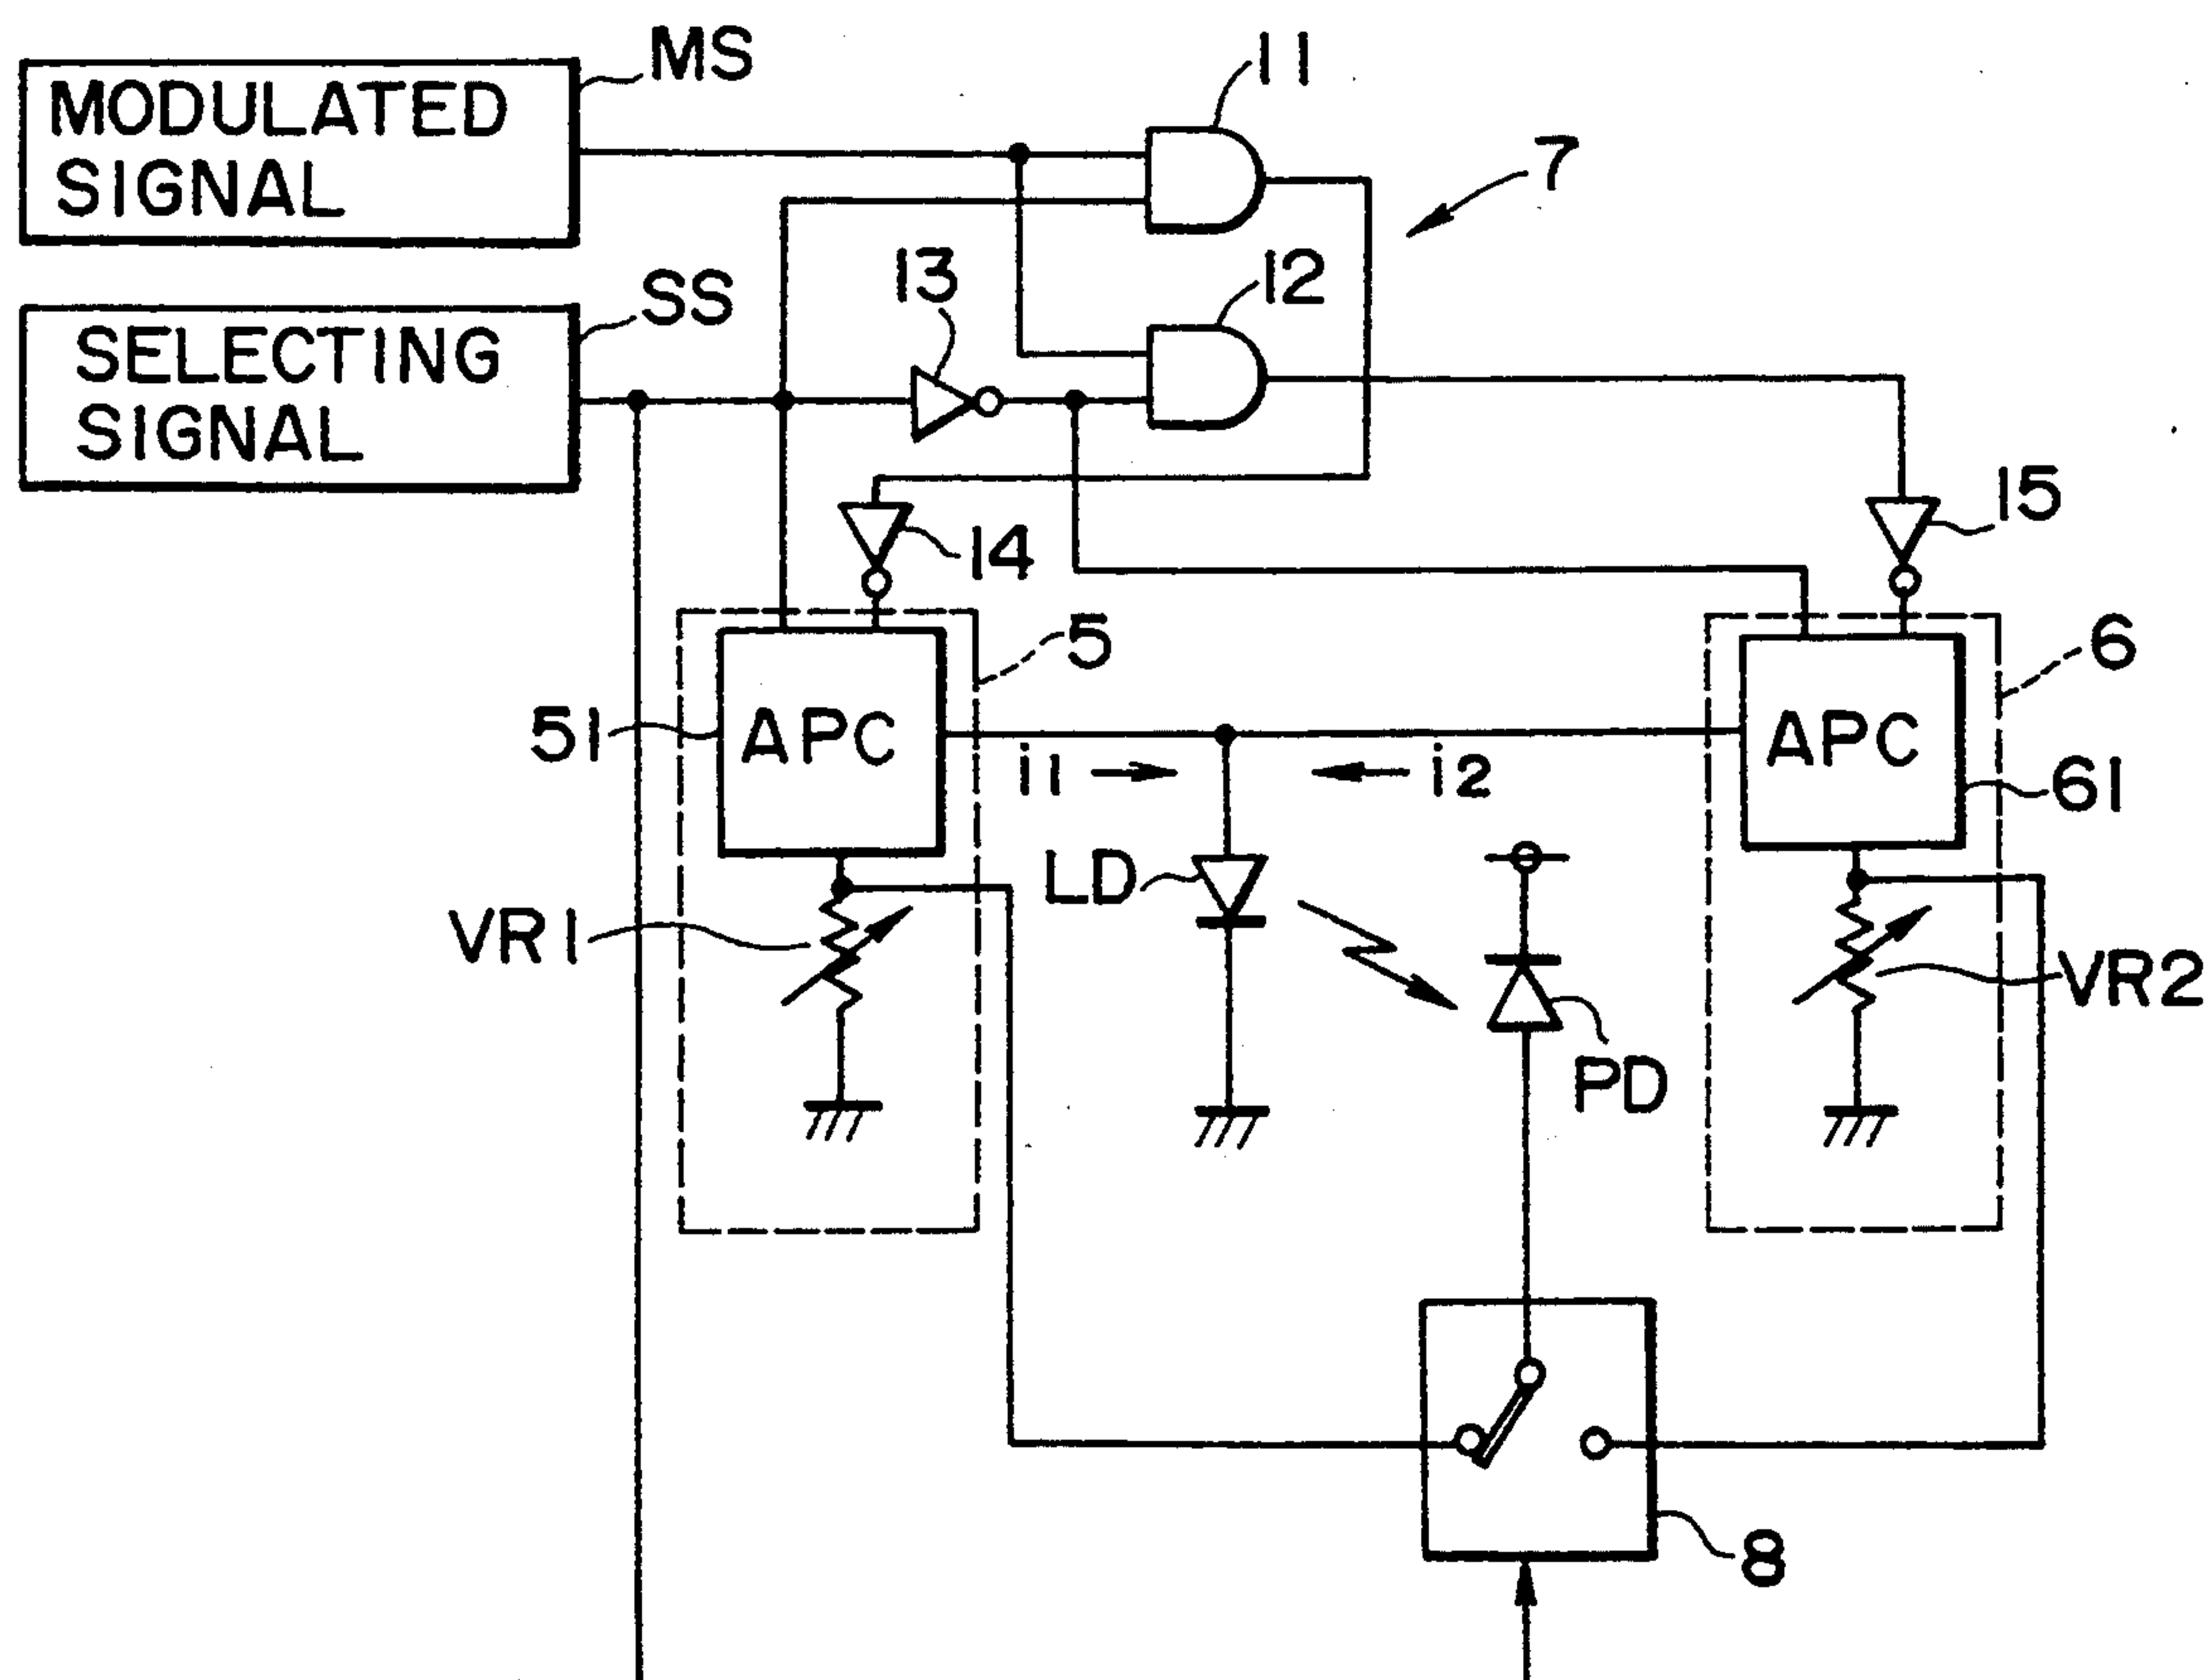 MS
MODULATED
SIGNAL
11
7
13
12
SS
SELECTING
SIGNAL
14
15
5
6
51
APC
i1
i2
APC
61
LD
VR1
VR2
PD
8